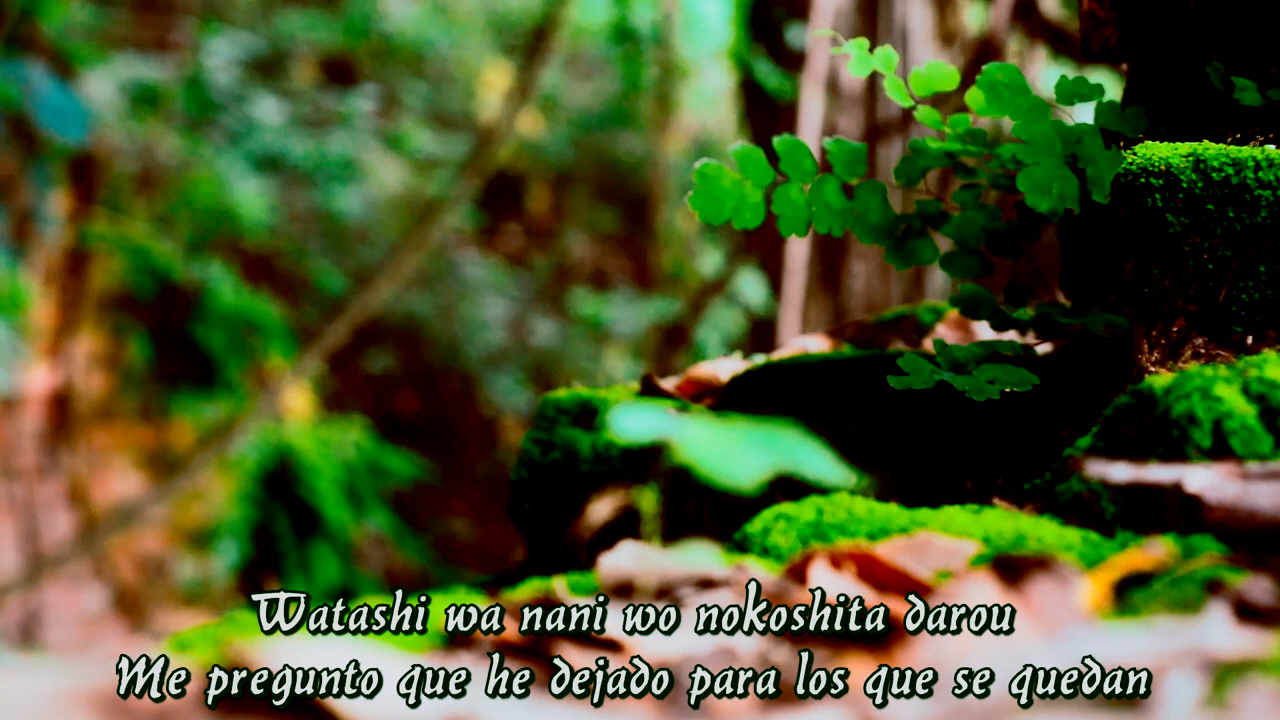 Watashi wa nani wo nokoshita darou
Me pregunto que he dejado para los que se quedan